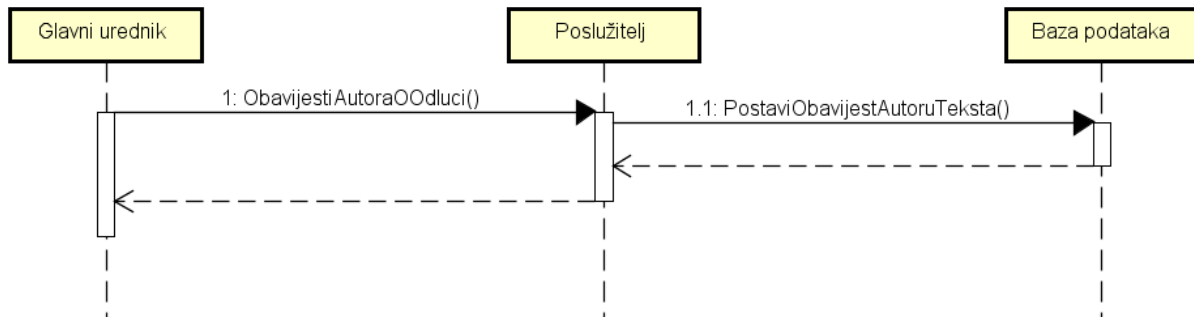 Glavni urednik
Poslužitelj
Baza podataka
1: ObavijestiAutoraOOdluci()
1.1: PostaviObavijestAutoruTeksta()